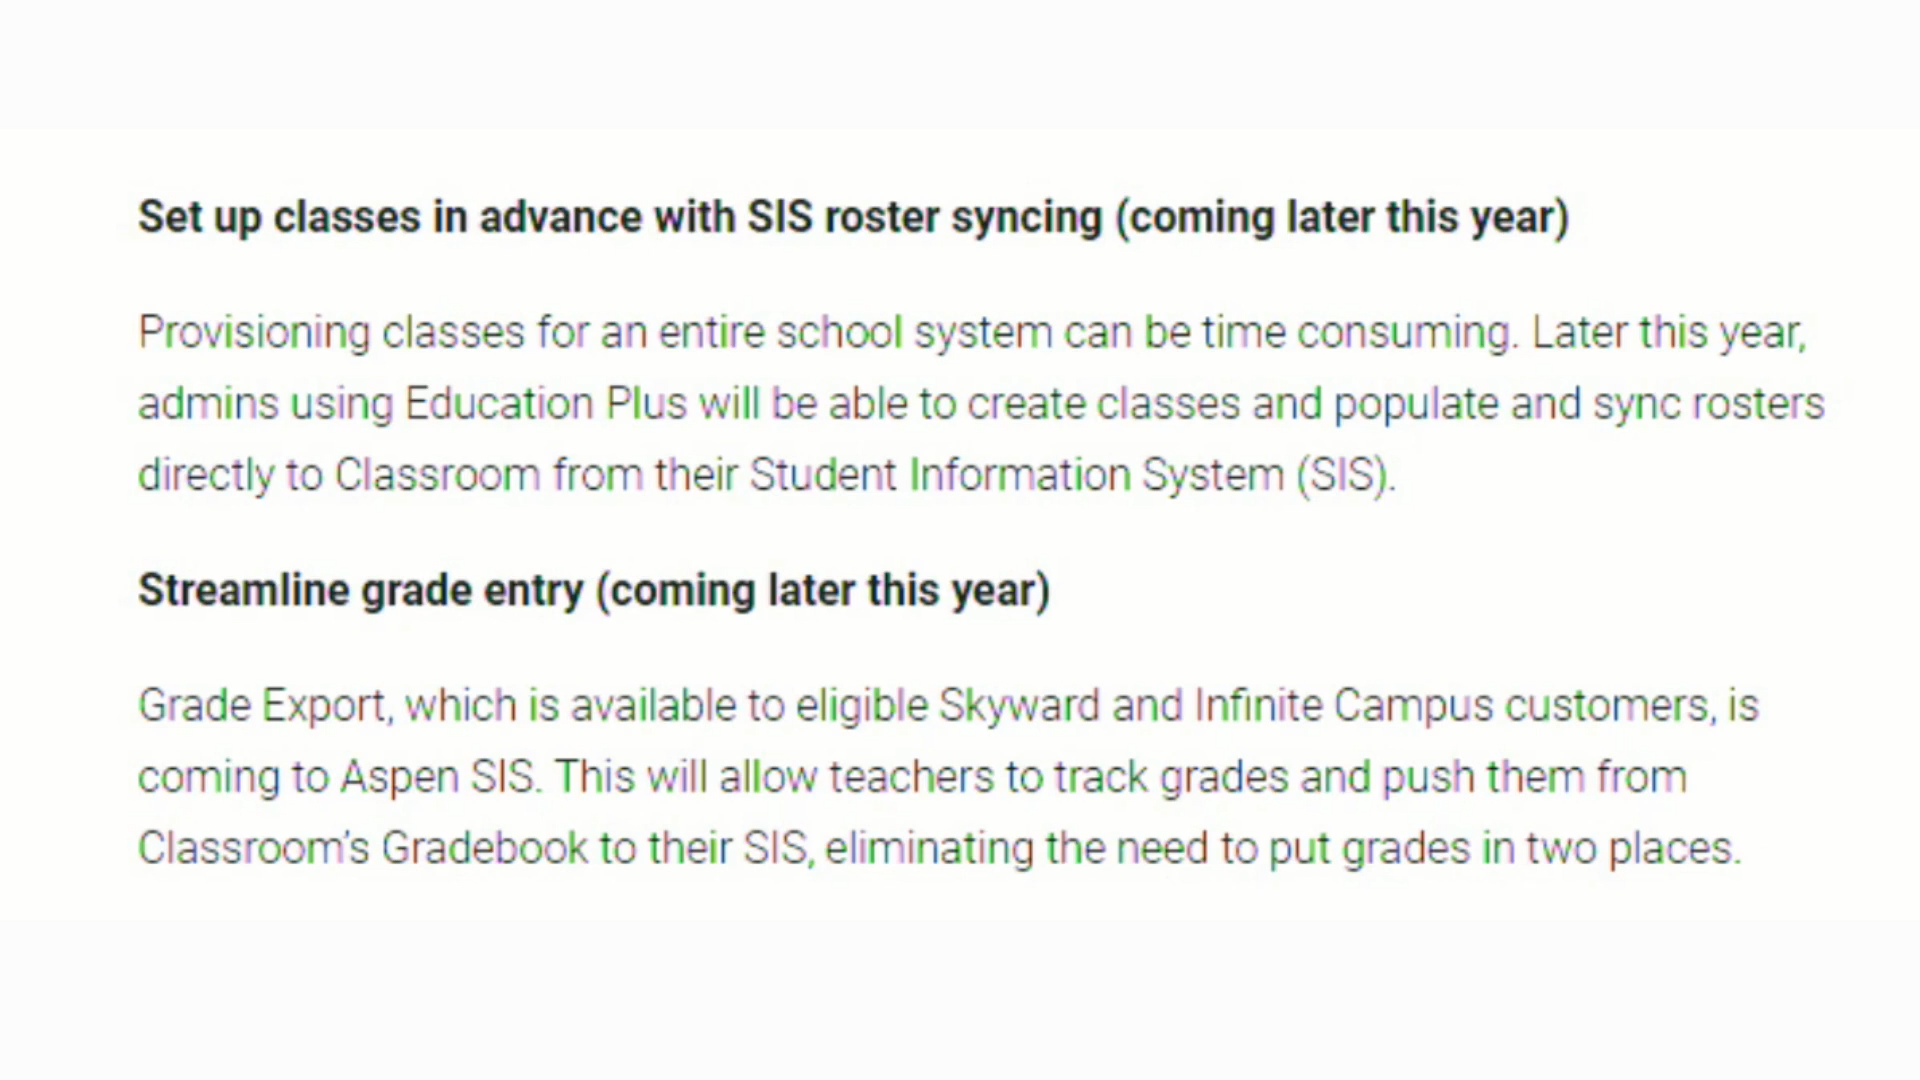 Set up classes in advance with SIS roster syncing (coming later this year)
Provisioning classes for an entire school system can be time consuming. Later this year,
admins using Education Plus will be able to create classes and populate and sync rosters
directly to Classroom from their Student Information System (SIS).
Streamline grade entry (coming later this year)
Grade Export, which is available to eligible Skyward and Infinite Campus customers, is
coming to Aspen SIS. This will allow teachers to track grades and push them from
Classroom's Gradebook to their SIS, eliminating the need to put grades in two places.